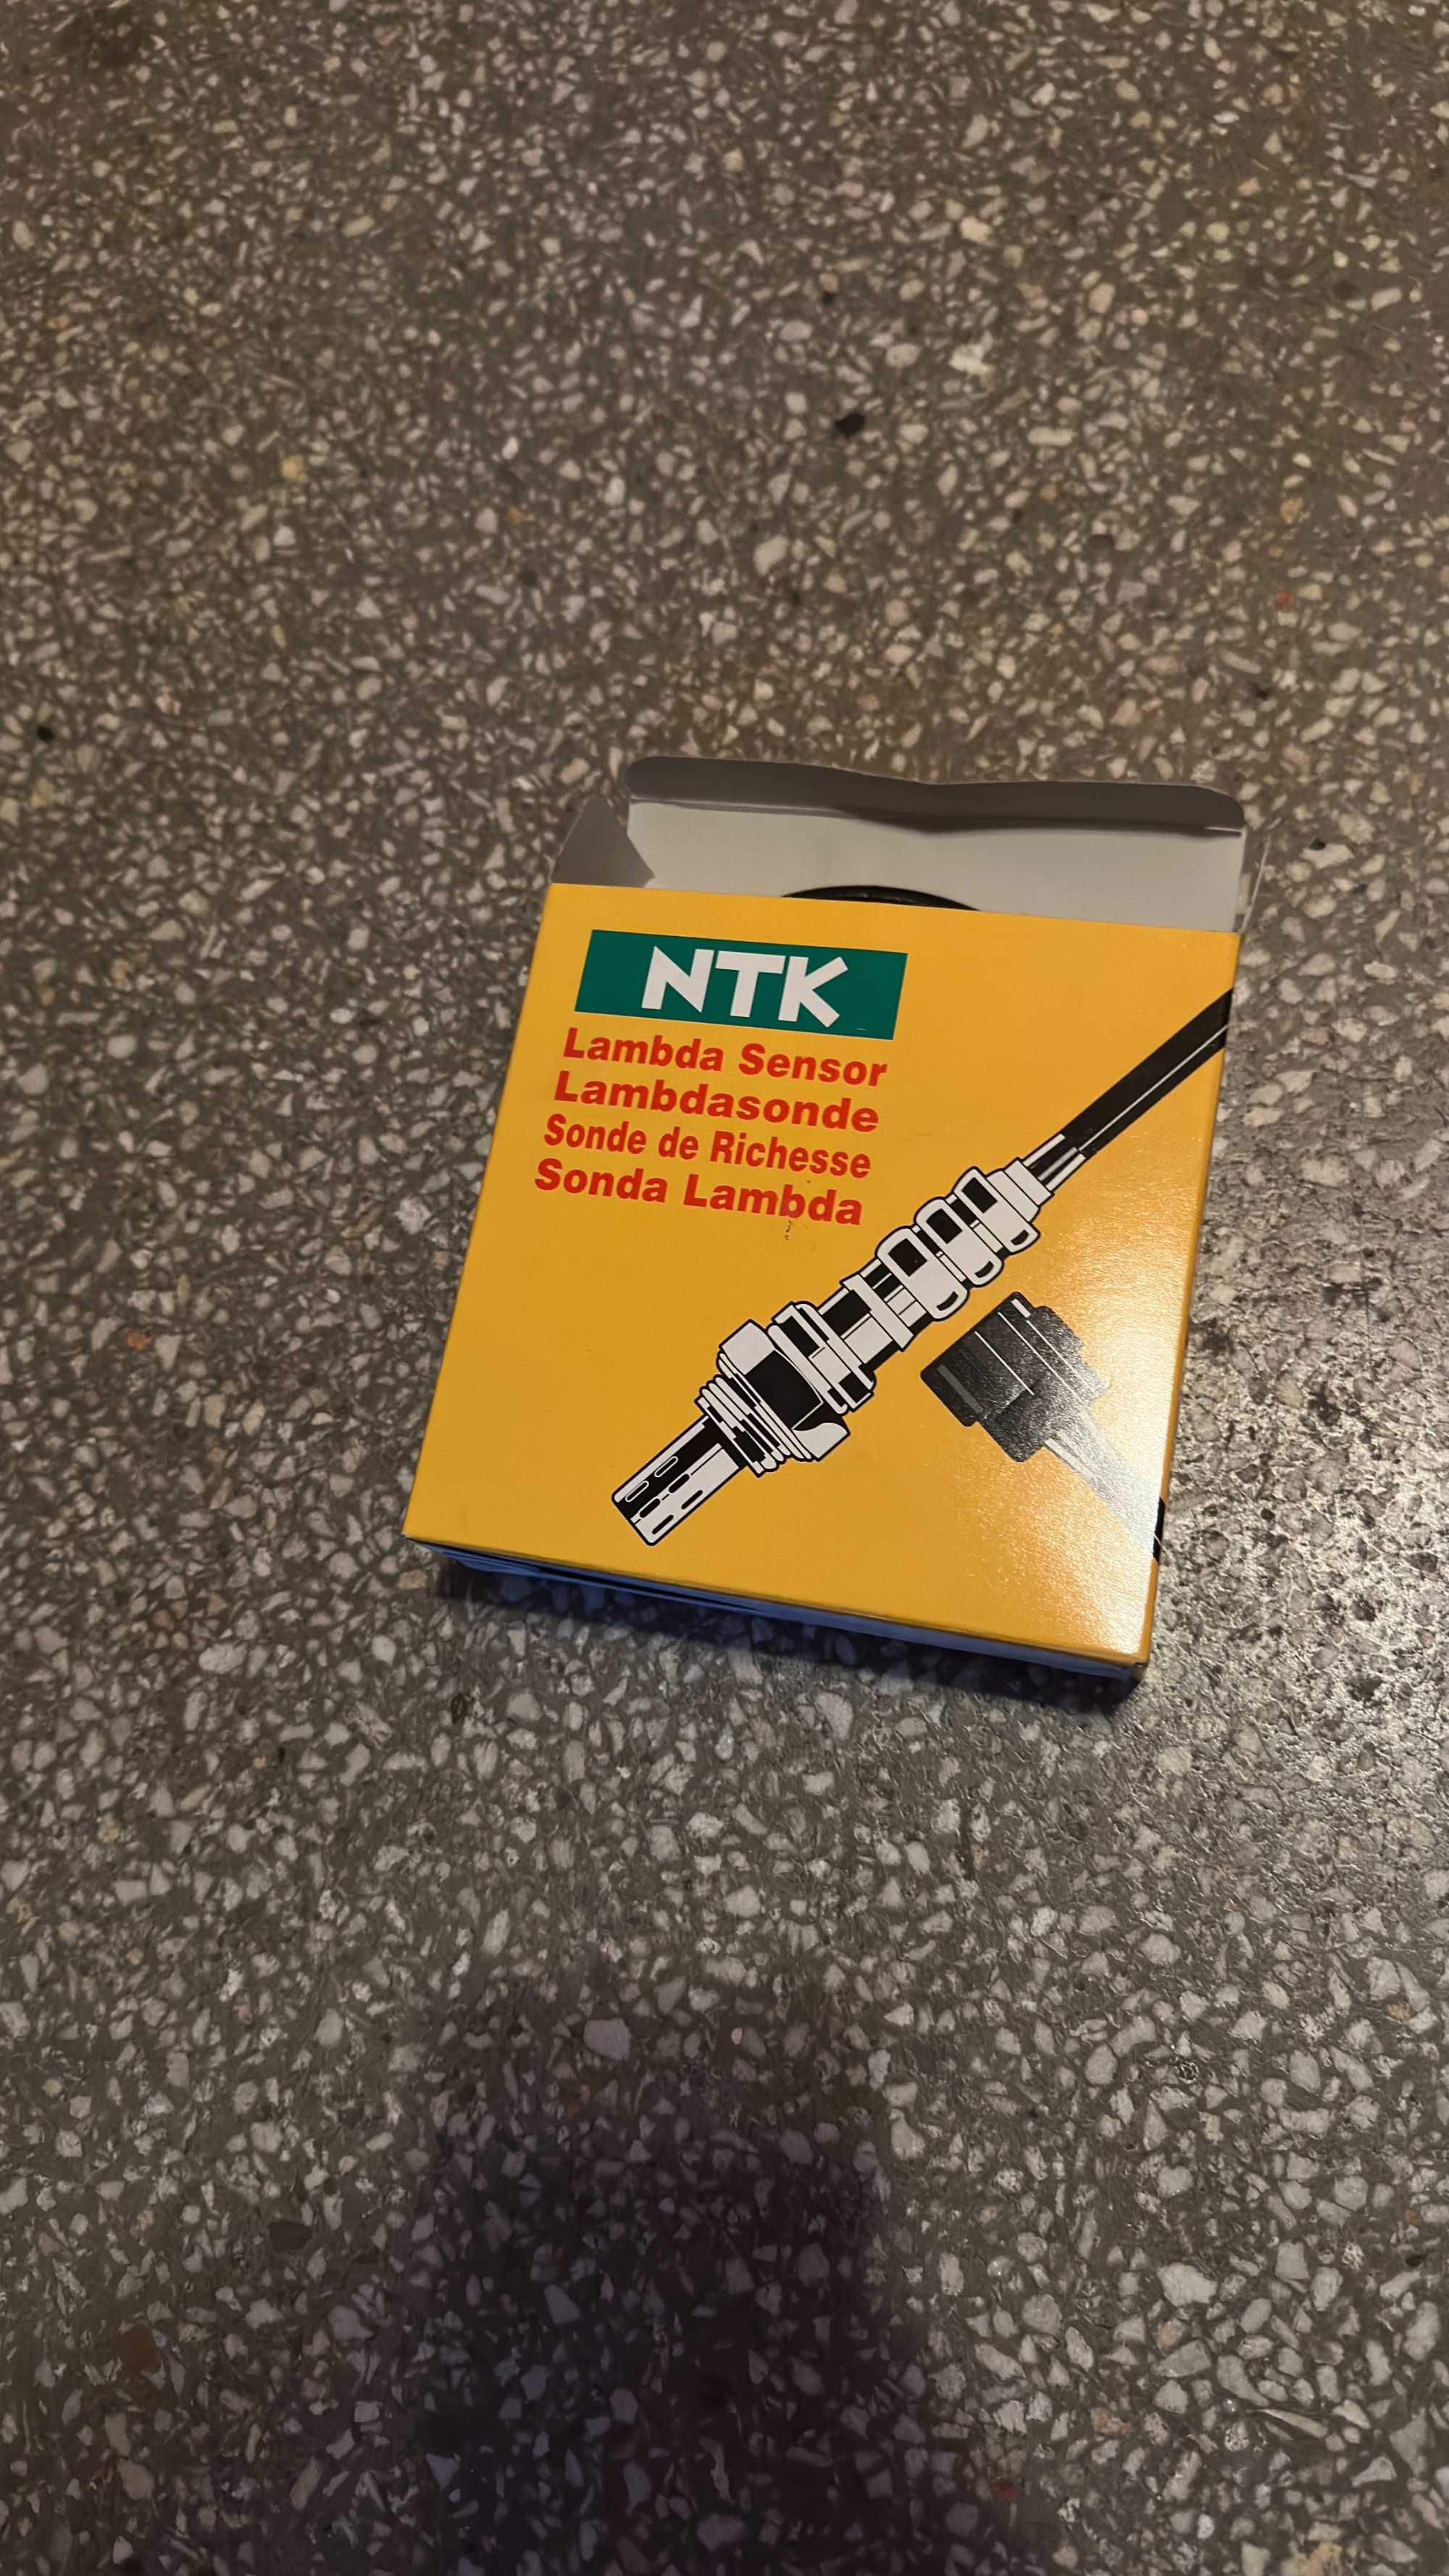 NTK
Lambda Sensor
Lambdasonde
Sonde de Richesse
Sonda Lambda